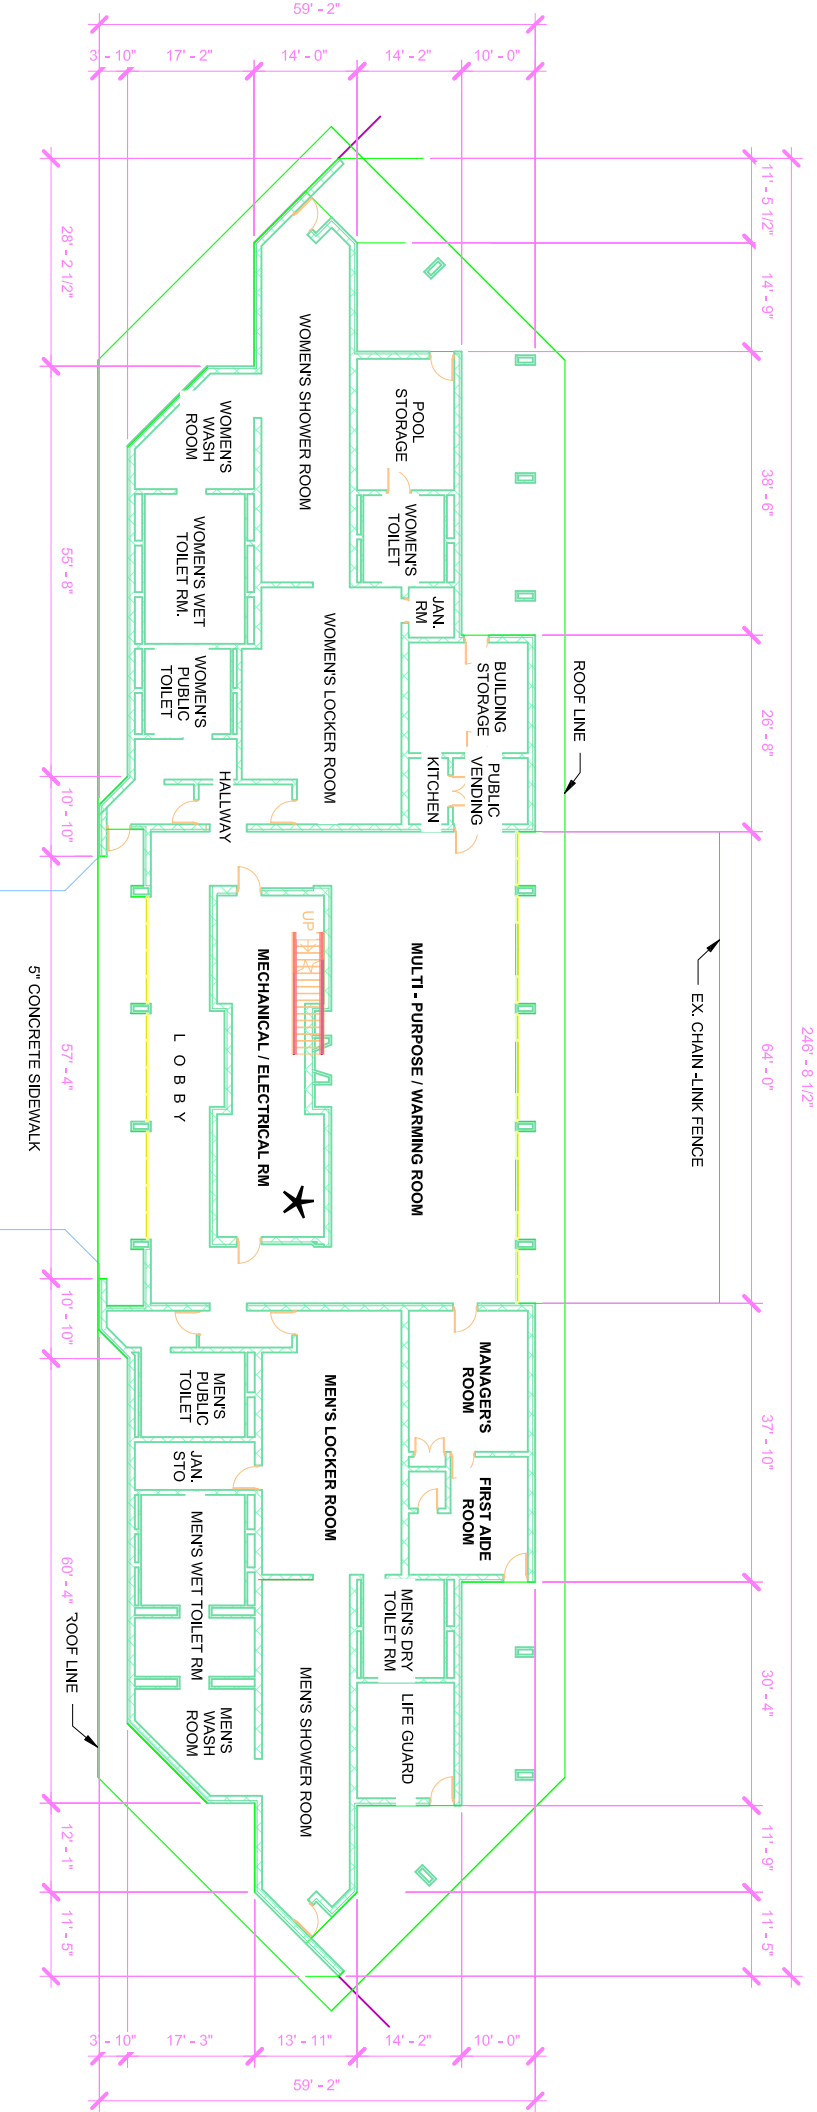 59' - 2"
3' - 10"
17' - 2"
14' - 0"
14' - 2"
10' - 0"
11' - 5 1/2"
14' - 9"
38' - 6"
26' - 8"
64' - 0"
246' - 8 1/2"
37' - 10"
30' - 4"
11' - 9"
11' - 5"
28' - 2 1/2"
55' - 8"
10' - 10"
57' - 4"
10' - 10"
60' - 4"
12' - 1"
11' - 5"
WOMEN'S SHOWER ROOM
POOL
STORAGE
WOMEN'S
WASH
ROOM
WOMEN'S
TOILET
WOMEN'S WET
TOILET RM.
JAN.
RM
WOMEN'S
PUBLIC
TOILET
WOMEN'S LOCKER ROOM
BUILDING
STORAGE
ROOF LINE
PUBLIC
VENDING
KITCHEN
HALLWAY
UP
MULTI - PURPOSE / WARMING ROOM
MECHANICAL / ELECTRICAL RM
L O B B Y
EX. CHAIN -LINK FENCE
5" CONCRETE SIDEWALK
MANAGER'S
ROOM
MEN'S
PUBLIC
TOILET
MEN'S LOCKER ROOM
JAN.
STO
FIRST AIDE
ROOM
MEN'S WET TOILET RM
MEN'S DRY
TOILET RM
LIFE GUARD
MEN'S
WASH
ROOM
MEN'S SHOWER ROOM
ROOF LINE
3' - 10"
17' - 3"
13' - 11"
14' - 2"
10' - 0"
59' - 2"